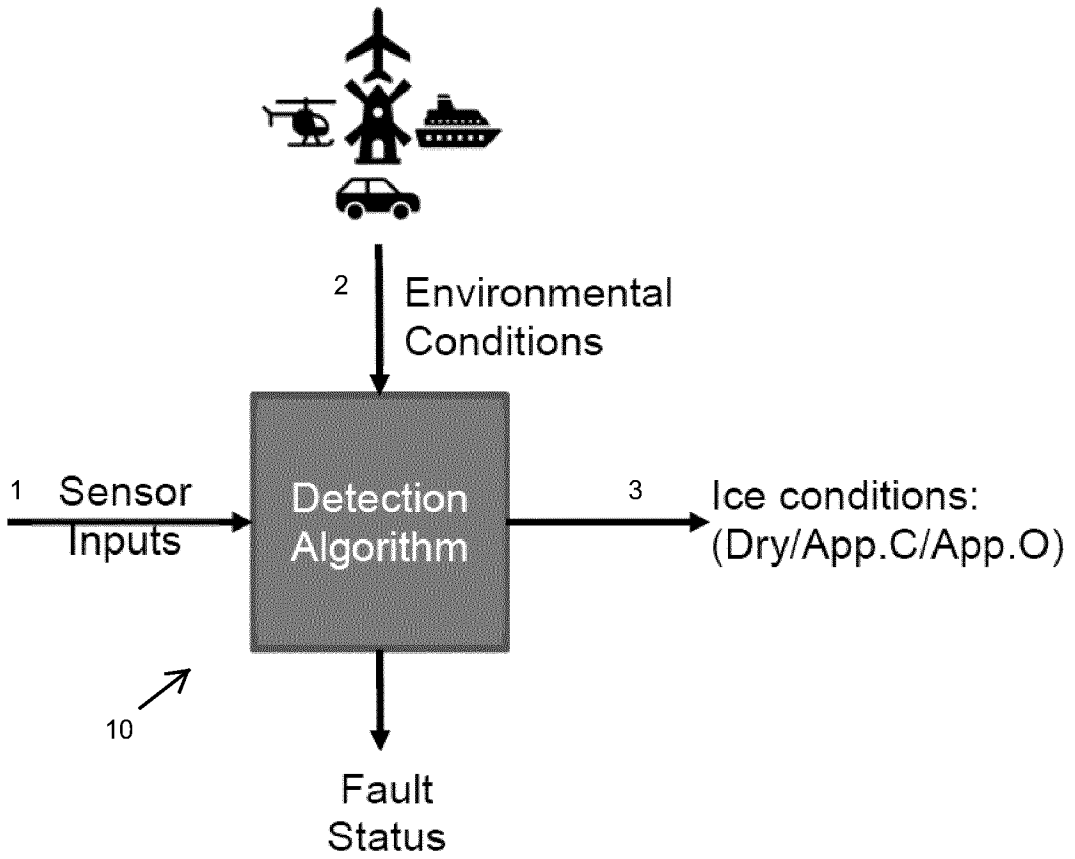 2
Environmental
Conditions
1
Sensor
Inputs
Detection
Algorithm
3
Ice conditions:
(Dry/App.C/App.O)
10
Fault
Status